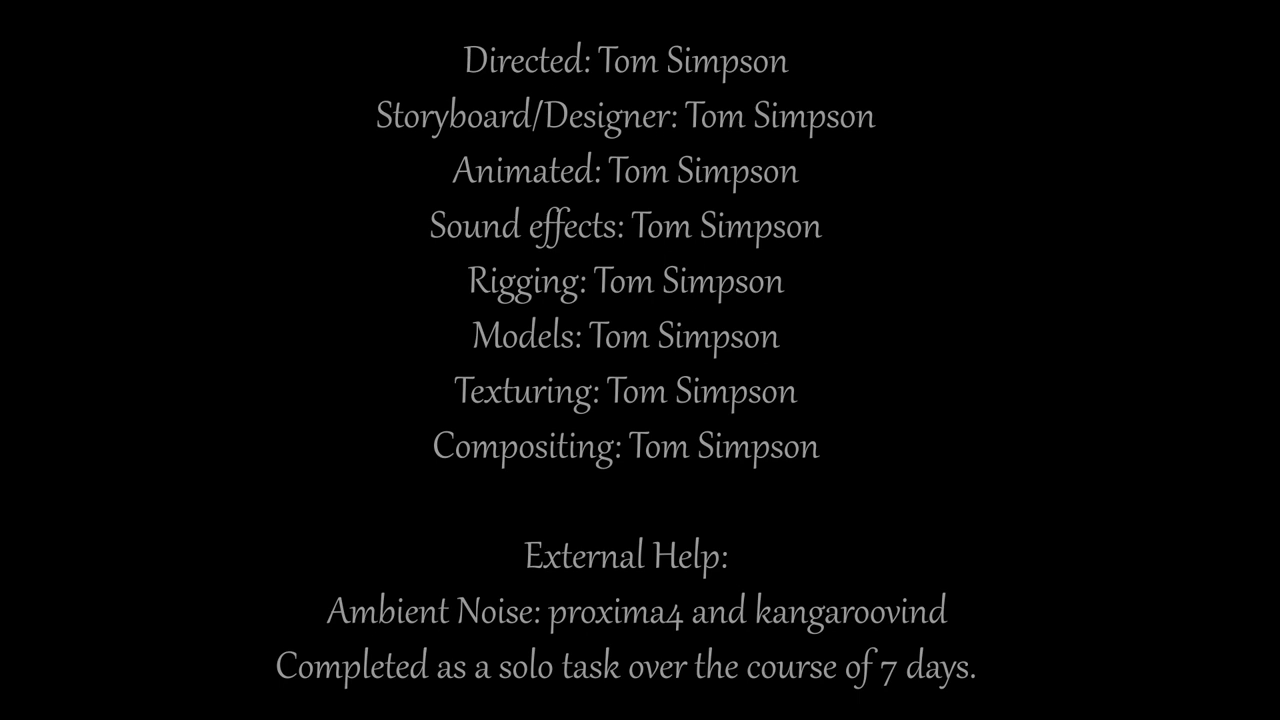 Directed: Tom Simpson
Storyboard/Designer: Tom Simpson
Animated: Tom Simpson
Sound effects: Tom Simpson
Rigging: Tom Simpson
Models: Tom Simpson
Texturing: Tom Simpson
Compositing: Tom Simpson
External Help:
Ambient Noise: proxima4 and kangaroovind
Completed as a solo task over the course of 7 days.